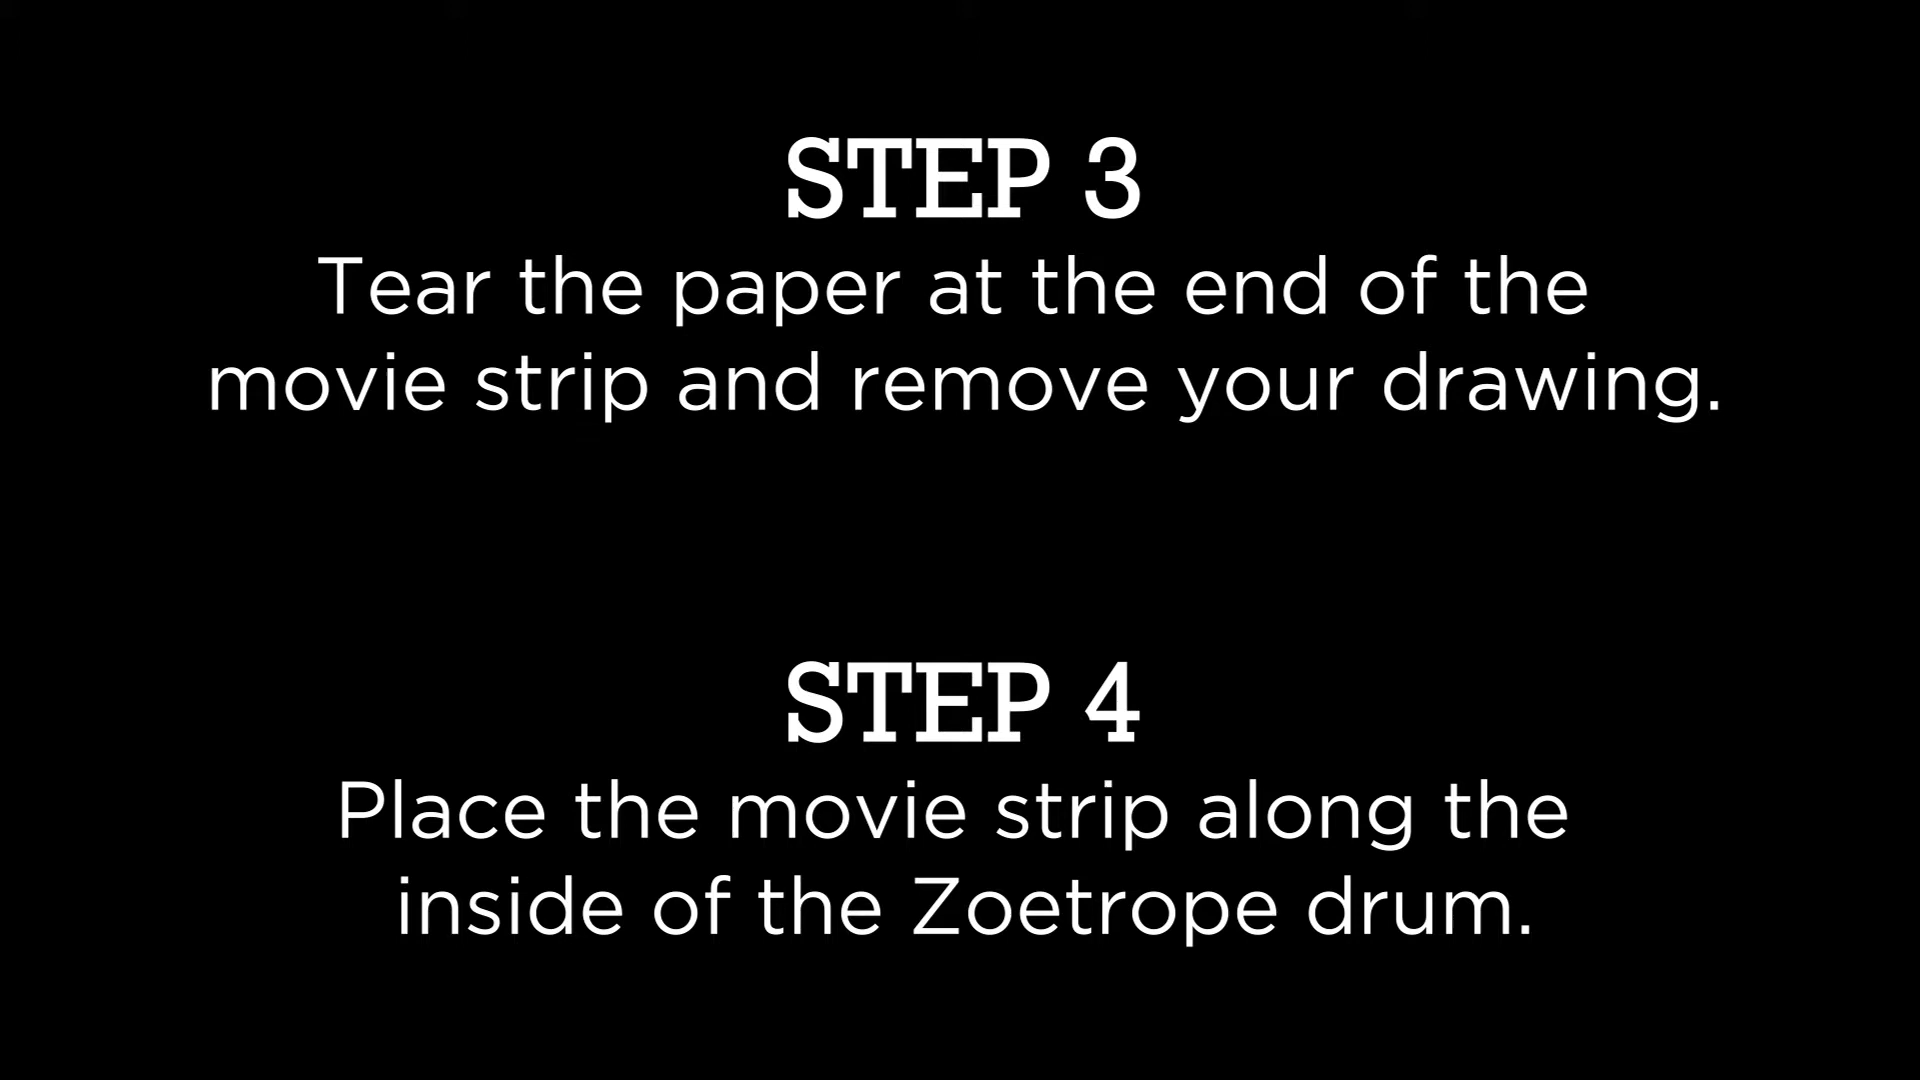 STEP 3
Tear the paper at the end of the
movie strip and remove your drawing.
STEP 4
Place the movie strip along the
inside of the Zoetrope drum.